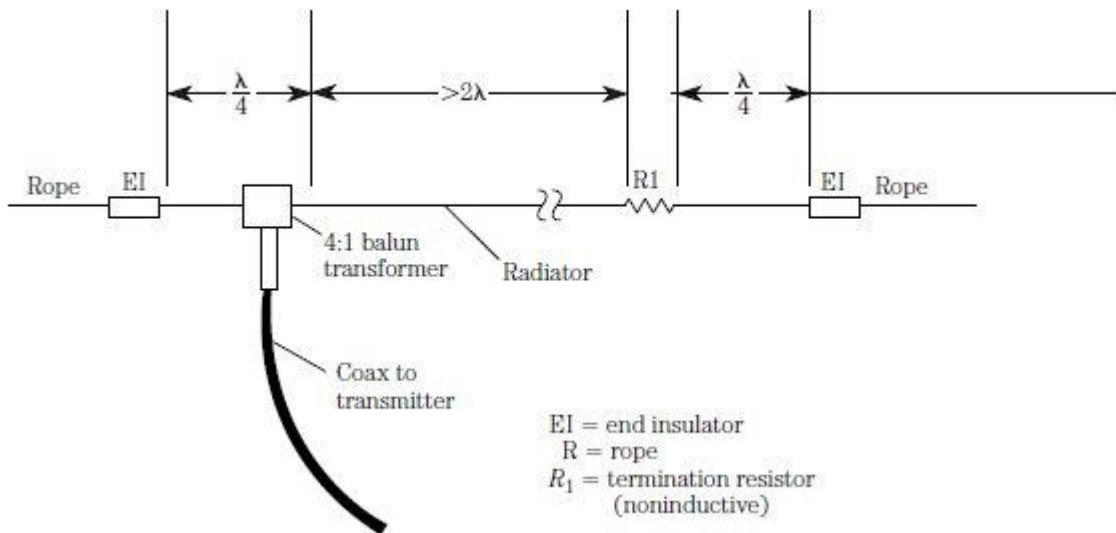 λ
4
>2λ
λ
4
Rope
EI
R1
EI
Rope
4:1 balun
transformer
Radiator
Coax to
transmitter
EI = end insulator
R = rope
R1 = termination resistor
(noninductive)